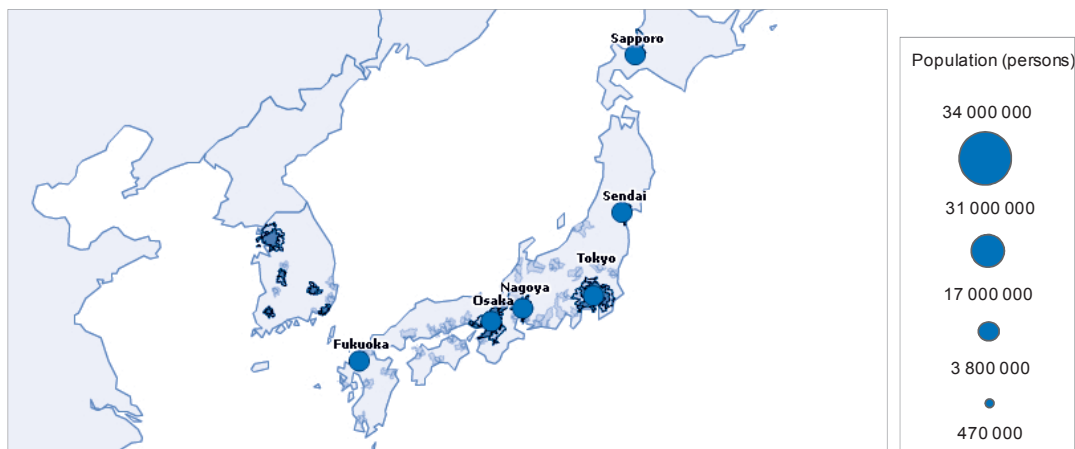 Sapporo
Sendai
Tokyo
Nagoya
Osaka
Fukuoka
Population (persons)
34 000 000
31 000 000
17 000 000
3 800 000
470 000